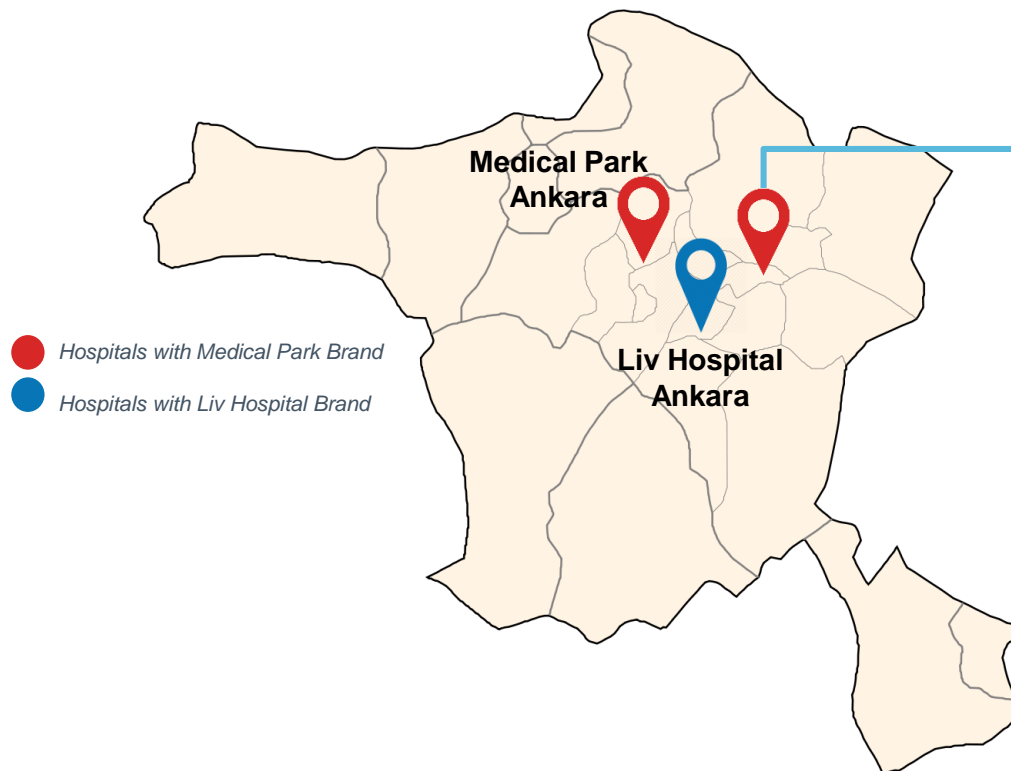 Medical Park
Ankara
Liv Hospital
Ankara
Hospitals with Medical Park Brand
Hospitals with Liv Hospital Brand